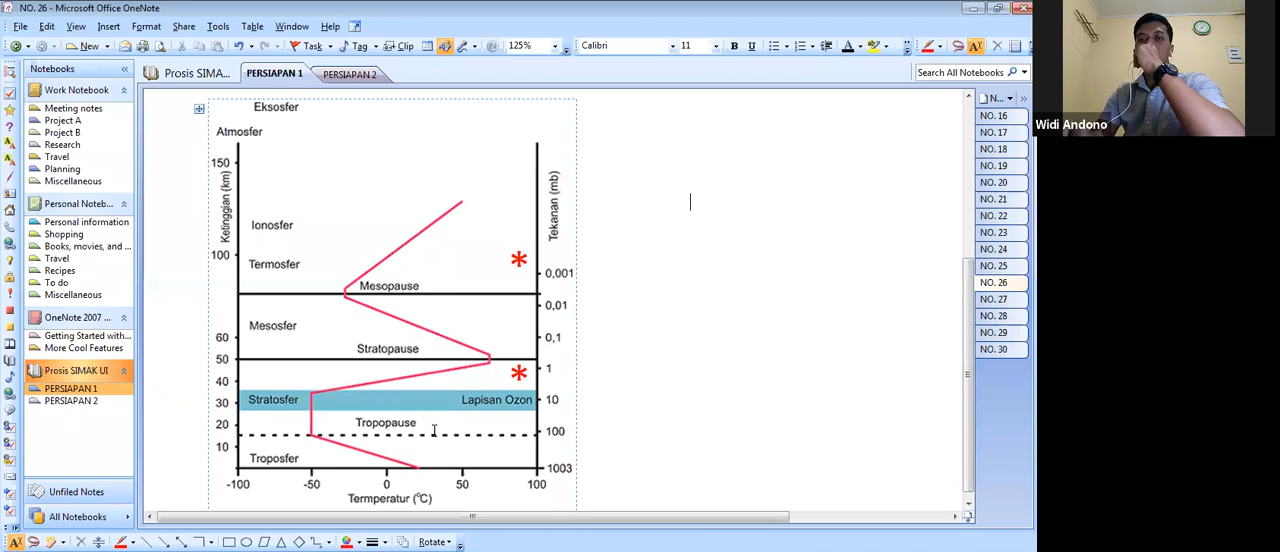 NO. 26 - Microsoft Office OneNote
File Edit View Insert Format Share Tools Table Window Help
Back New Task Tag Clip 125% Calibri 11 B U A
Notebooks
Work Notebook
Meeting notes
Project A
Project B
Research
Travel
Planning
Miscellaneous
Personal Noteb...
Personal information
Shopping
Books, movies, and ...
Travel
Recipes
To do
Miscellaneous
OneNote 2007 ...
Getting Started with...
More Cool Features
Prosis SIMAK UI
PERSIAPAN 1
PERSIAPAN 2
Unfiled Notes
All Notebooks
Prosis SIMA...
PERSIAPAN 1
PERSIAPAN 2
Search All Notebooks
Eksosfer
Atmosfer
150
100
60
50
40
30
20
10
Ketinggian (km)
Ionosfer
Termosfer
Mesopause
Mesosfer
Stratopause
Stratosfer
Lapisan Ozon
Tropopause
Troposfer
*
*
Tekanan (mb)
0,001
0,01
0,1
1
10
100
1003
-100 -50 0 50 100
Termperatur (°C)
N...
NO. 16
NO. 17
NO. 18
NO. 19
NO. 20
NO. 21
NO. 22
NO. 23
NO. 24
NO. 25
NO. 26
NO. 27
NO. 28
NO. 29
NO. 30
Rotate
Widi Andono